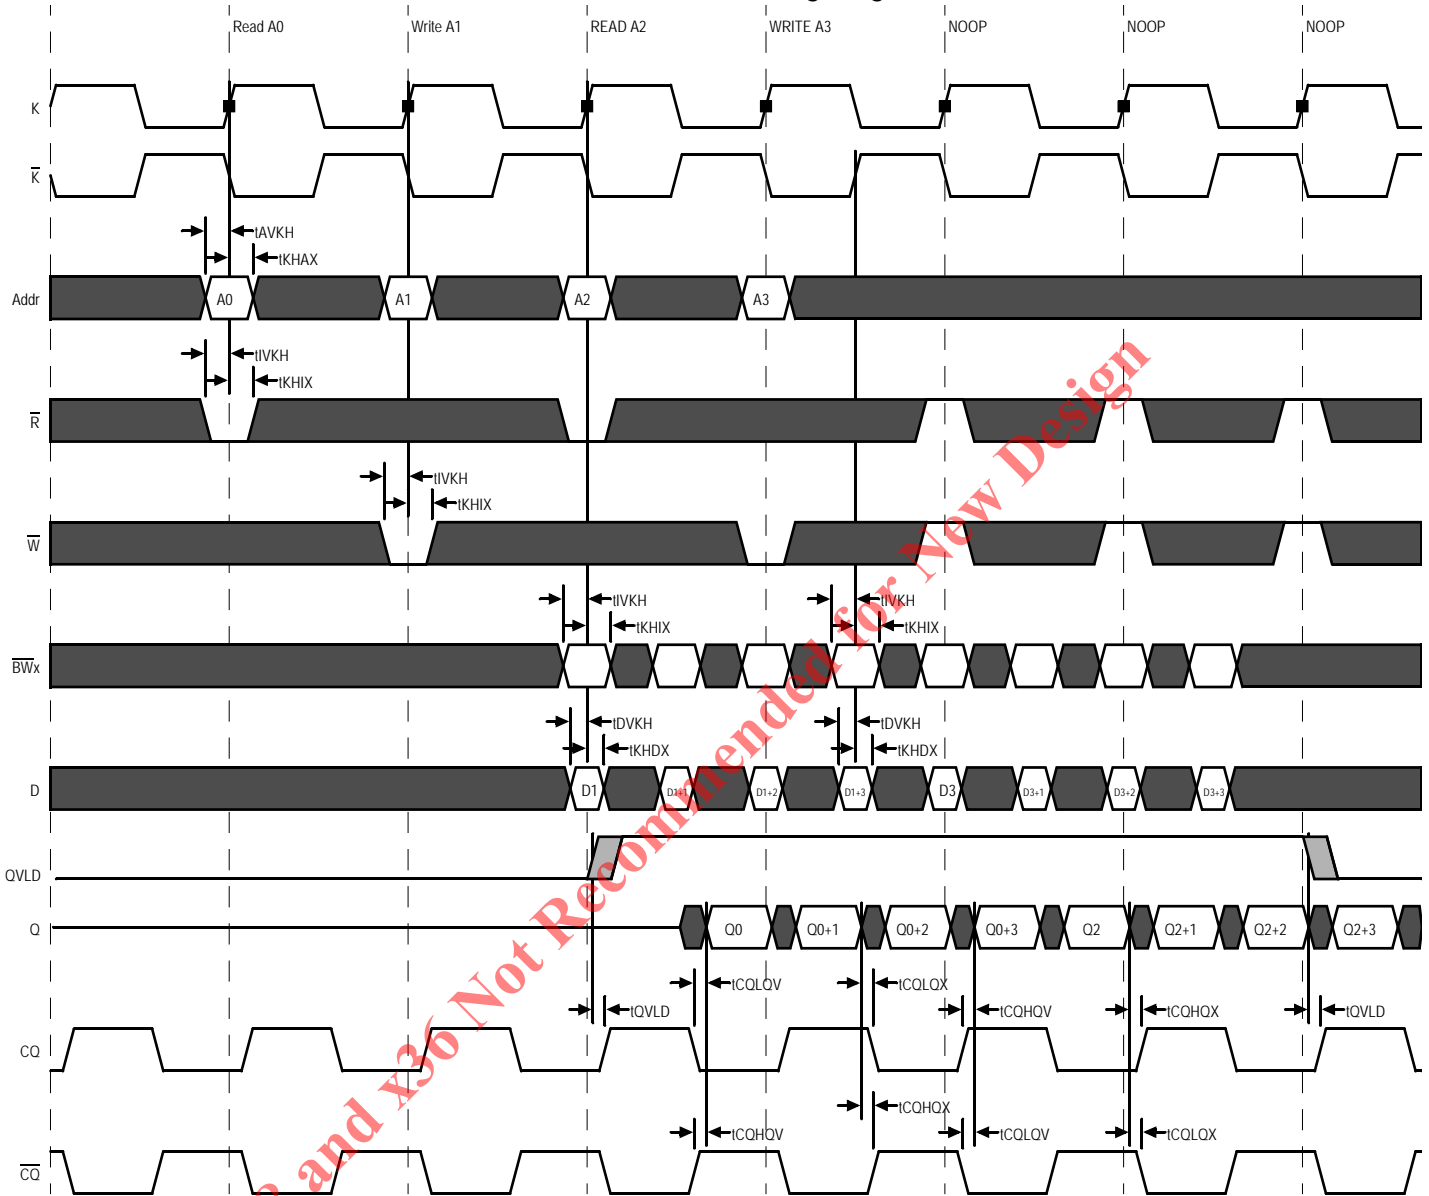 Read A0 Write A1 READ A2 WRITE A3 NOOP NOOP NOOP
K
K
tAVKH
tKHAX
Addr A0 A1 A2 A3
tIVKH
tKHIX
R
tIVKH
tKHIX
W
tIVKH tIVKH
tKHIX tKHIX
BWx
tDVKH tDVKH
tKHDX tKHDX
D D1 D1+1 D1+2 D1+3 D3 D3+1 D3+2 D3+3
QVLD
Q Q0 Q0+1 Q0+2 Q0+3 Q2 Q2+1 Q2+2 Q2+3
tCQLQV tCQLQX
tQVLD tCQHQV tCQHQX tQVLD
CQ
tCQHQX
tCQHQV tCQLQV tCQLQX
CQ
and x36 Not Recommended for New Design